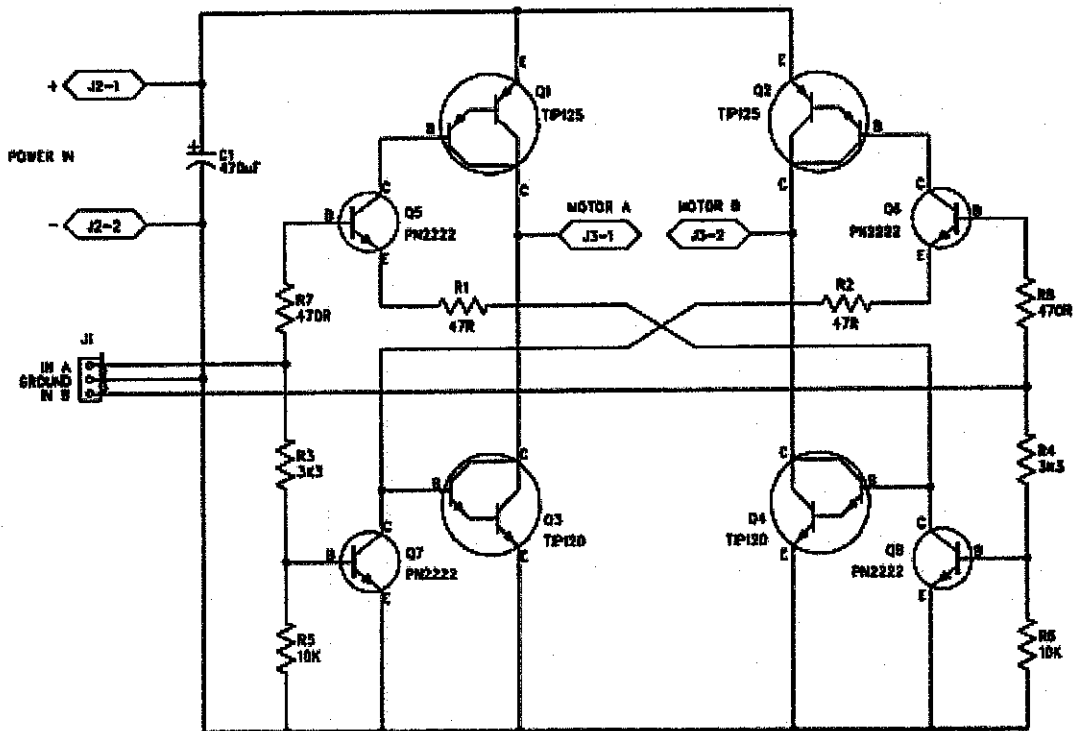 + J2-1
POWER IN
+
C1
470uF
- J2-2
E
Q1
TIP125
B
C
E
Q2
TIP125
B
C
C
Q5
PN2222
B
E
MOTOR A
J3-1
MOTOR B
J3-2
C
Q6
PN2222
B
E
R7
470R
R1
47R
R2
47R
R8
470R
J1
IN A
GROUND
IN B
R3
3K3
R4
3K3
C
B
Q3
TIP120
E
C
B
Q4
TIP120
E
C
B
Q7
PN2222
E
C
B
Q8
PN2222
E
R5
10K
R6
10K